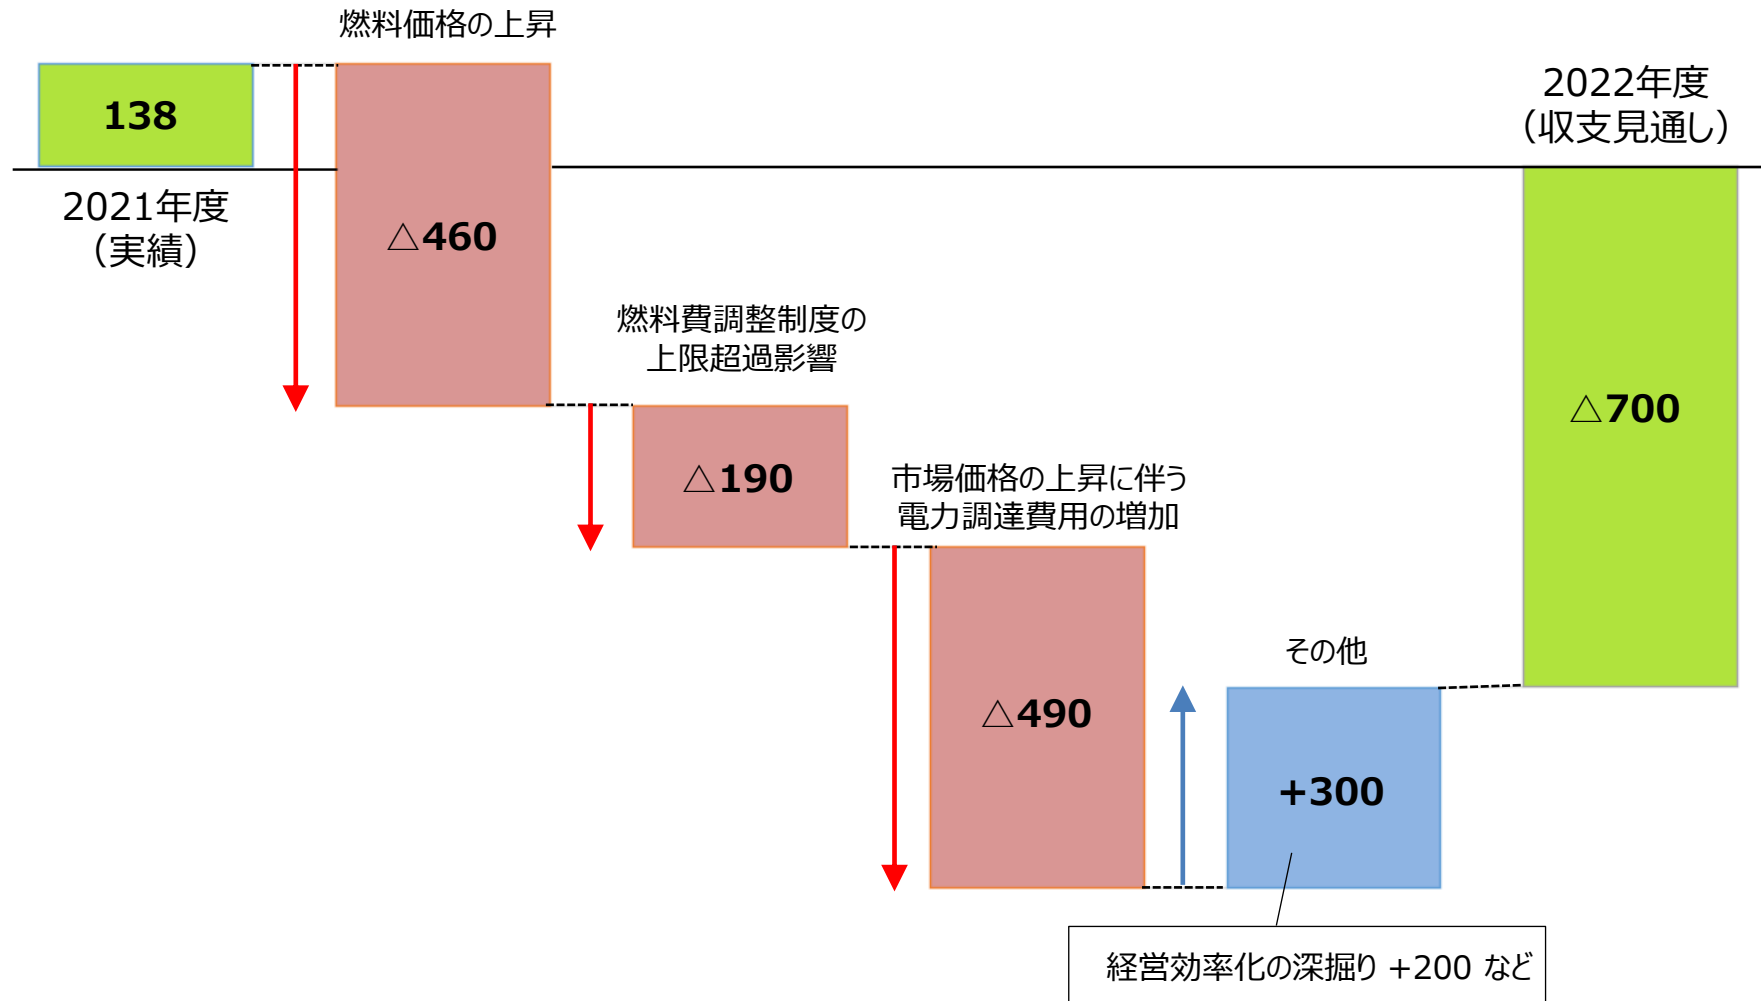 燃料価格の上昇
138
2021年度
（実績）
△460
燃料費調整制度の
上限超過影響
△190
市場価格の上昇に伴う
電力調達費用の増加
△490
その他
+300
経営効率化の深掘り +200 など
2022年度
（収支見通し）
△700